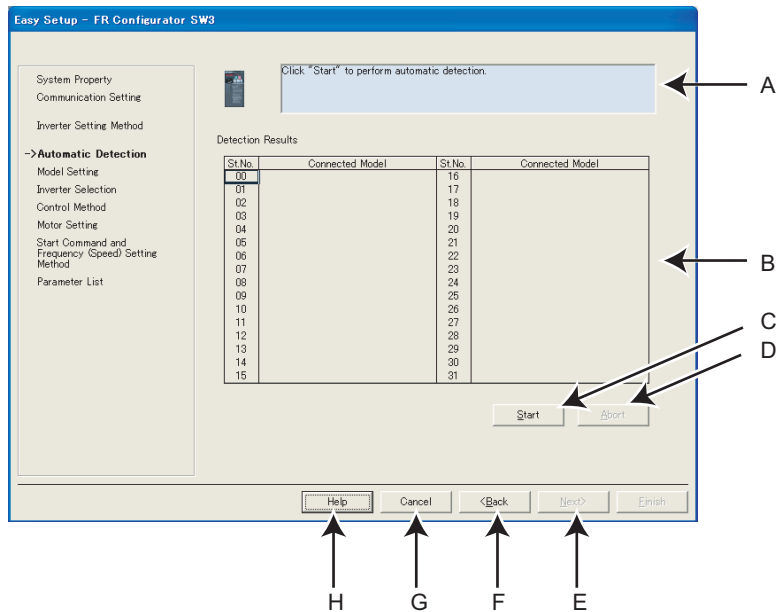 Easy Setup - FR Configurator SW3
System Property
Communication Setting
Inverter Setting Method
->Automatic Detection
Model Setting
Inverter Selection
Control Method
Motor Setting
Start Command and
Frequency (Speed) Setting
Method
Parameter List
Click "Start" to perform automatic detection.
A
Detection Results
St.No. Connected Model St.No. Connected Model
00 16
01 17
02 18
03 19
04 20
05 21
06 22
07 23
08 24
09 25
10 26
11 27
12 28
13 29
14 30
15 31
B
C
D
Start Abort
Help Cancel <Back Next> Finish
H G F E